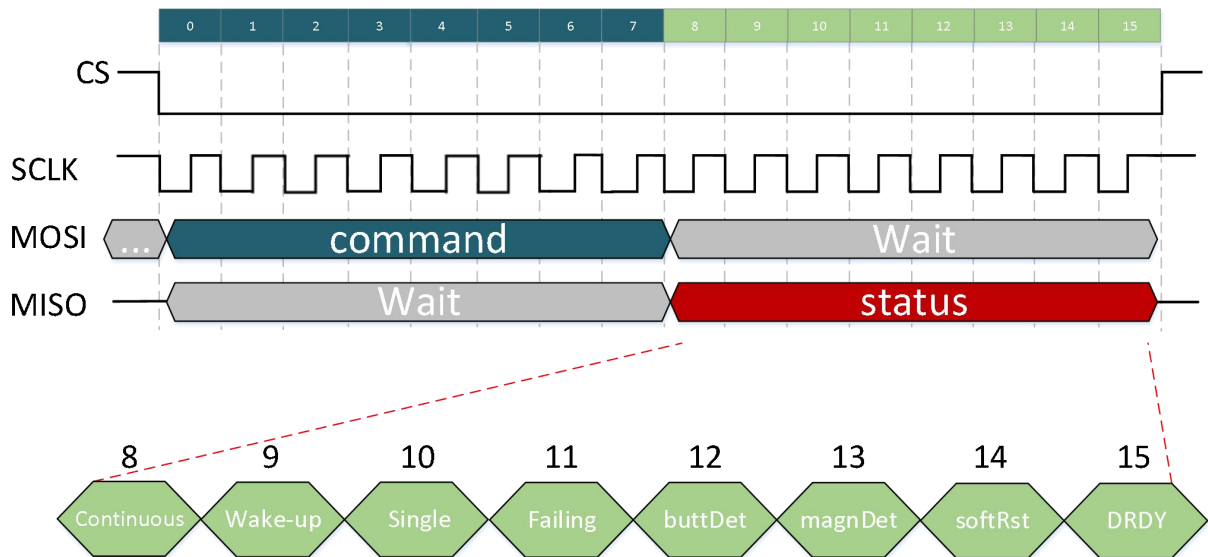 0 1 2 3 4 5 6 7 8 9 10 11 12 13 14 15
CS
SCLK
MOSI ... command Wait
MISO Wait status
8 9 10 11 12 13 14 15
Continuous Wake-up Single Failing buttDet magnDet softRst DRDY